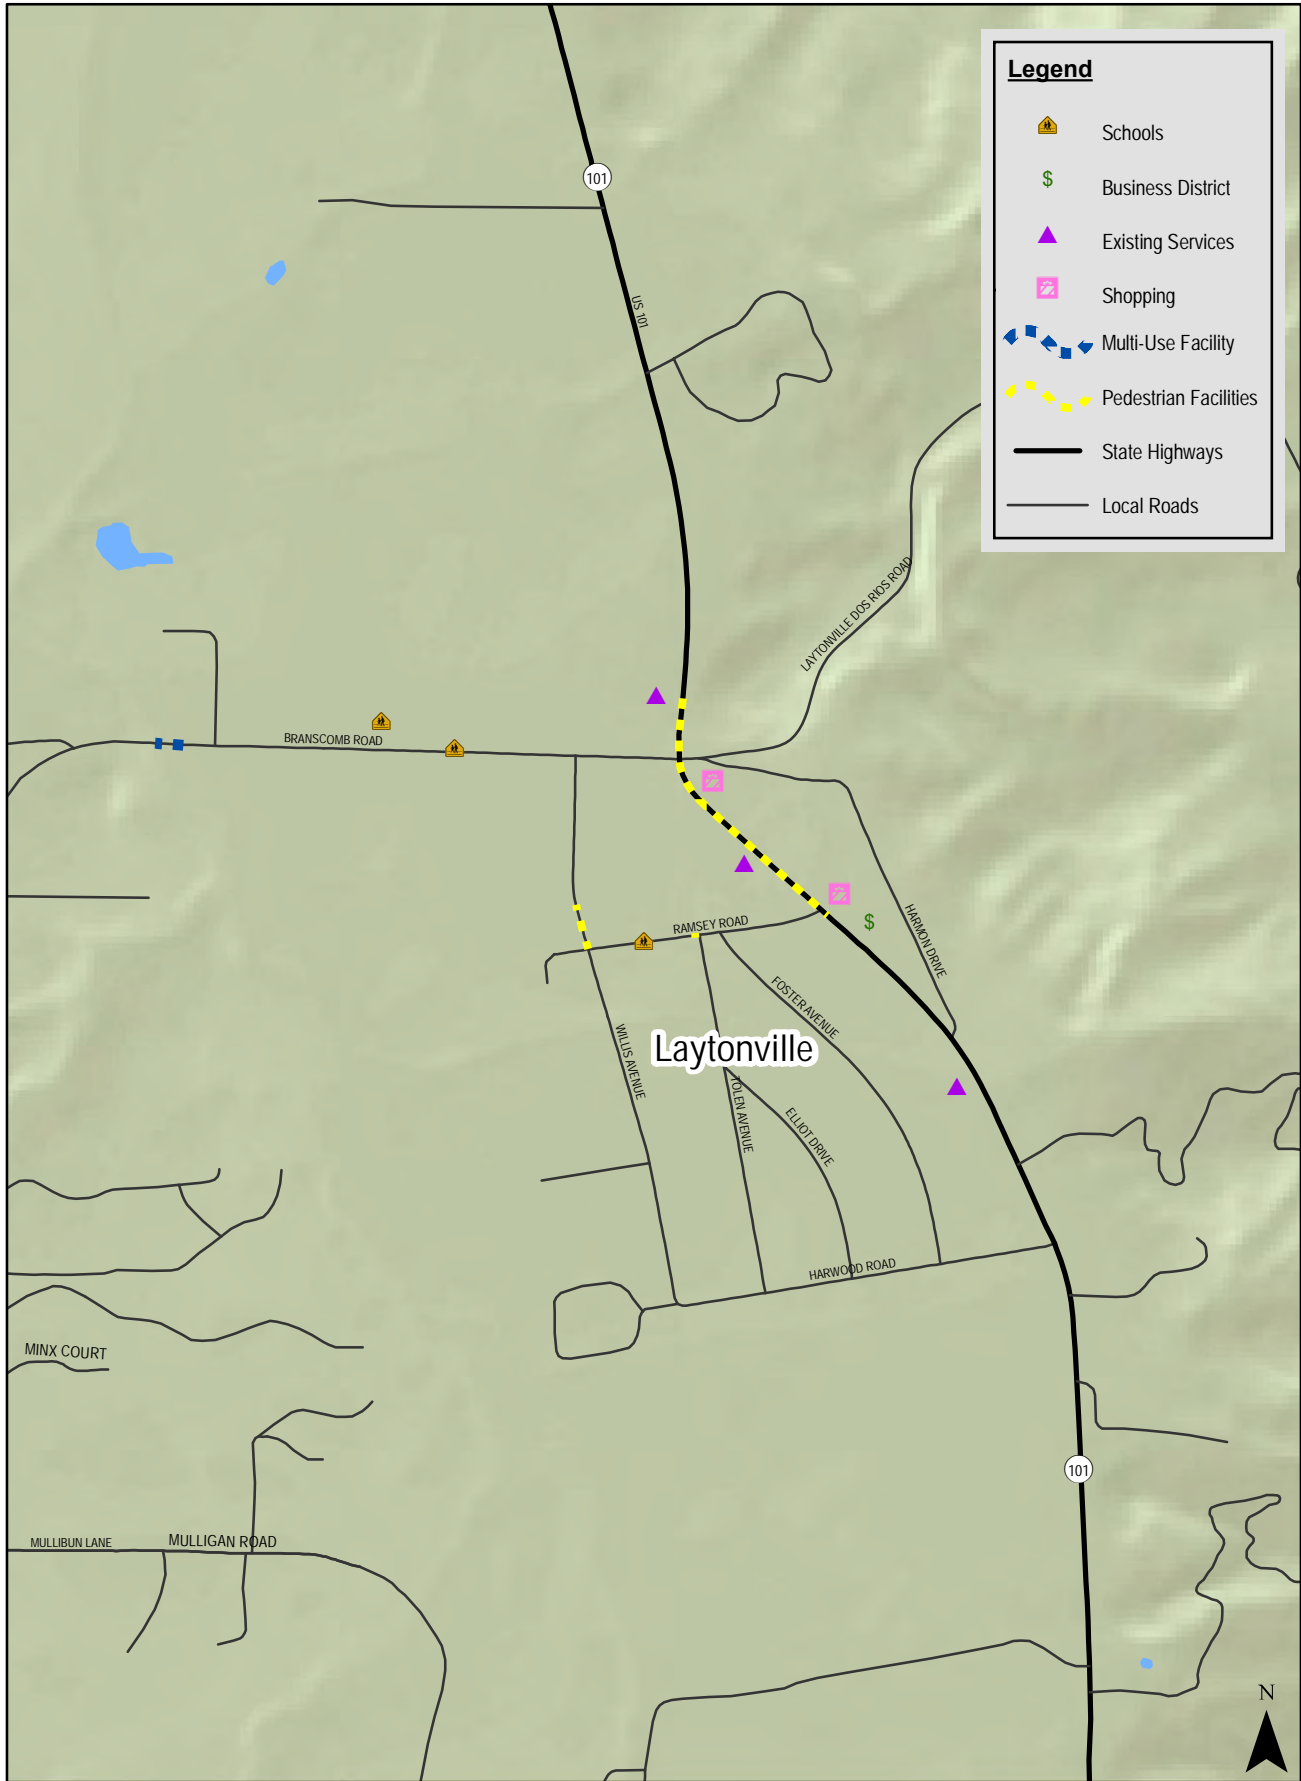 Legend
Schools
$ Business District
Existing Services
Shopping
Multi-Use Facility
Pedestrian Facilities
State Highways
Local Roads
101
US 101
LAYTONVILLE DOS RIOS ROAD
BRANSCOMB ROAD
RAMSEY ROAD
$
HARMON DRIVE
FOSTER AVENUE
WILLIS AVENUE
Laytonville
TOLEN AVENUE
ELLIOT DRIVE
HARWOOD ROAD
MINX COURT
101
MULLIBUN LANE
MULLIGAN ROAD
N